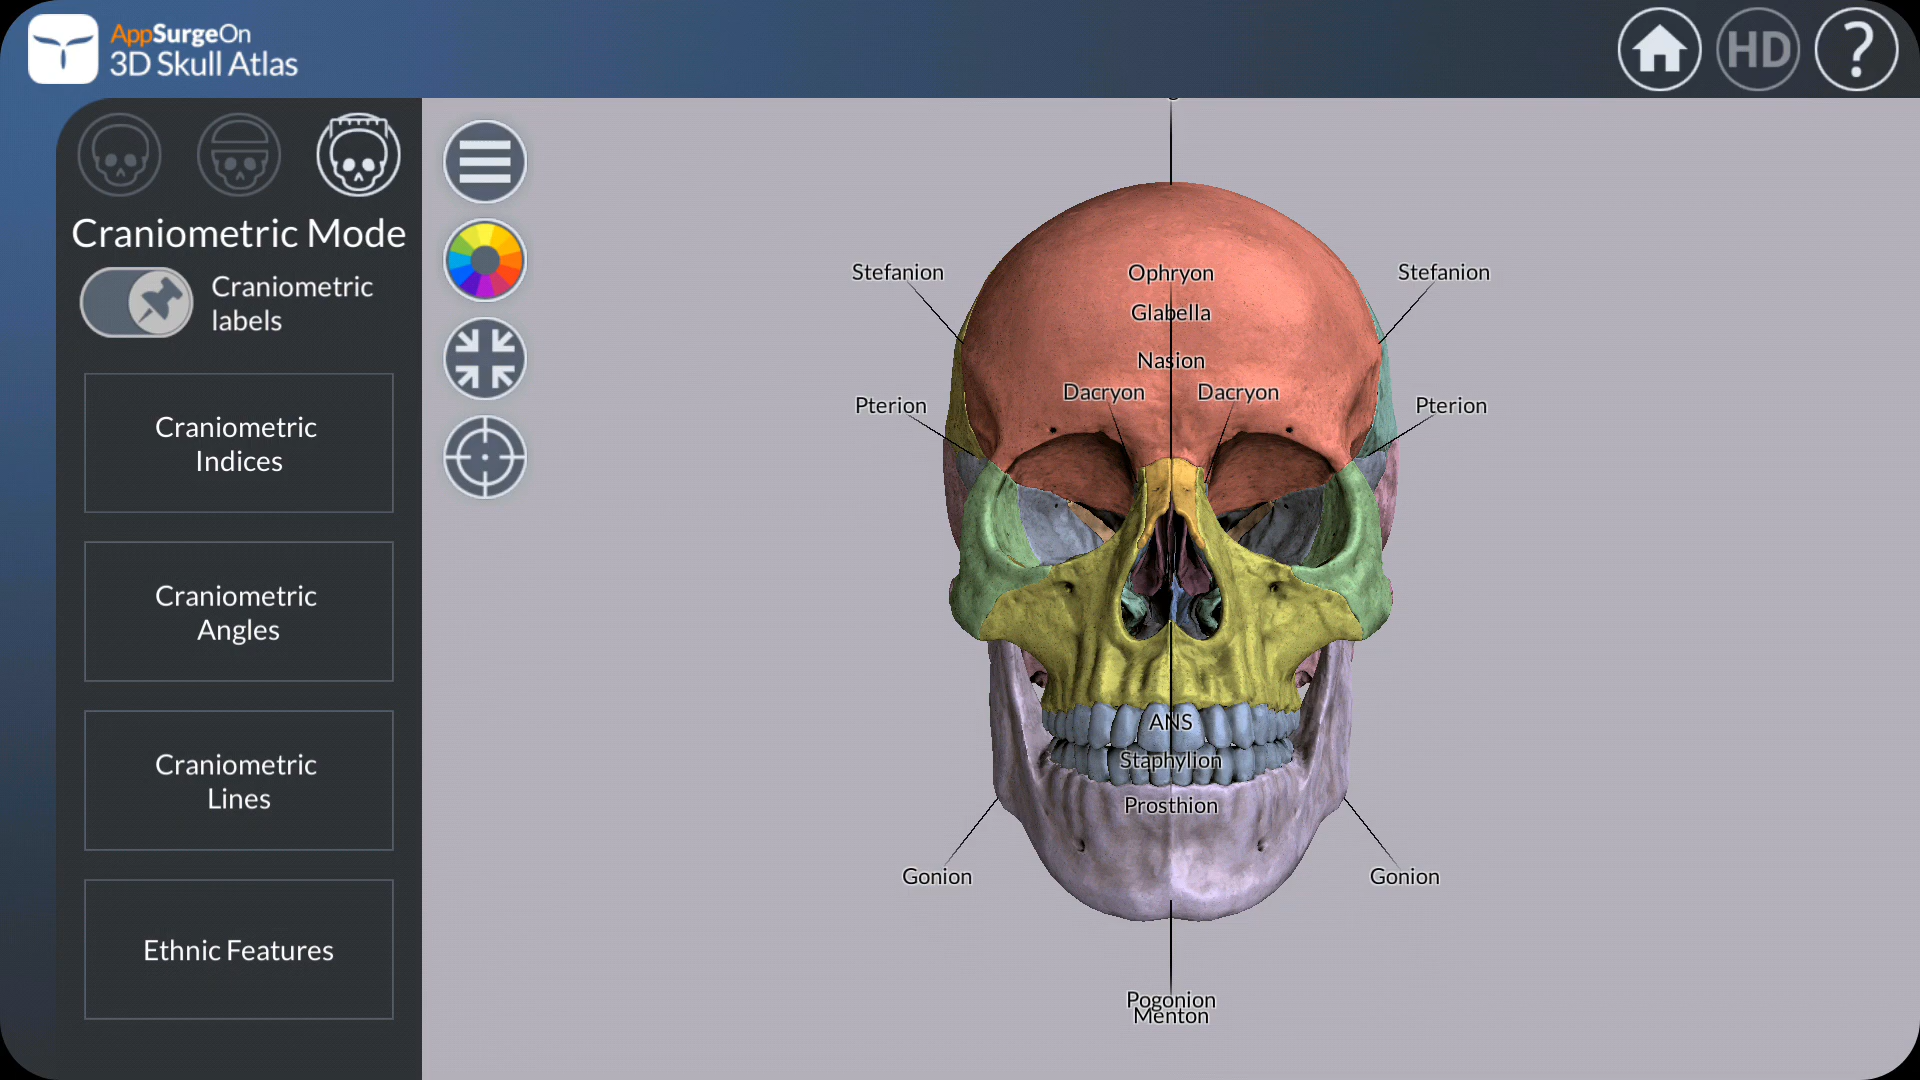 AppSurgeOn
3D Skull Atlas
HD
?
Craniometric Mode
Craniometric
labels
Craniometric
Indices
Craniometric
Angles
Craniometric
Lines
Ethnic Features
Stefanion
Ophryon
Stefanion
Glabella
Nasion
Dacryon
Dacryon
Pterion
Pterion
ANS
Staphylion
Prosthion
Gonion
Gonion
Pogonion
Menton